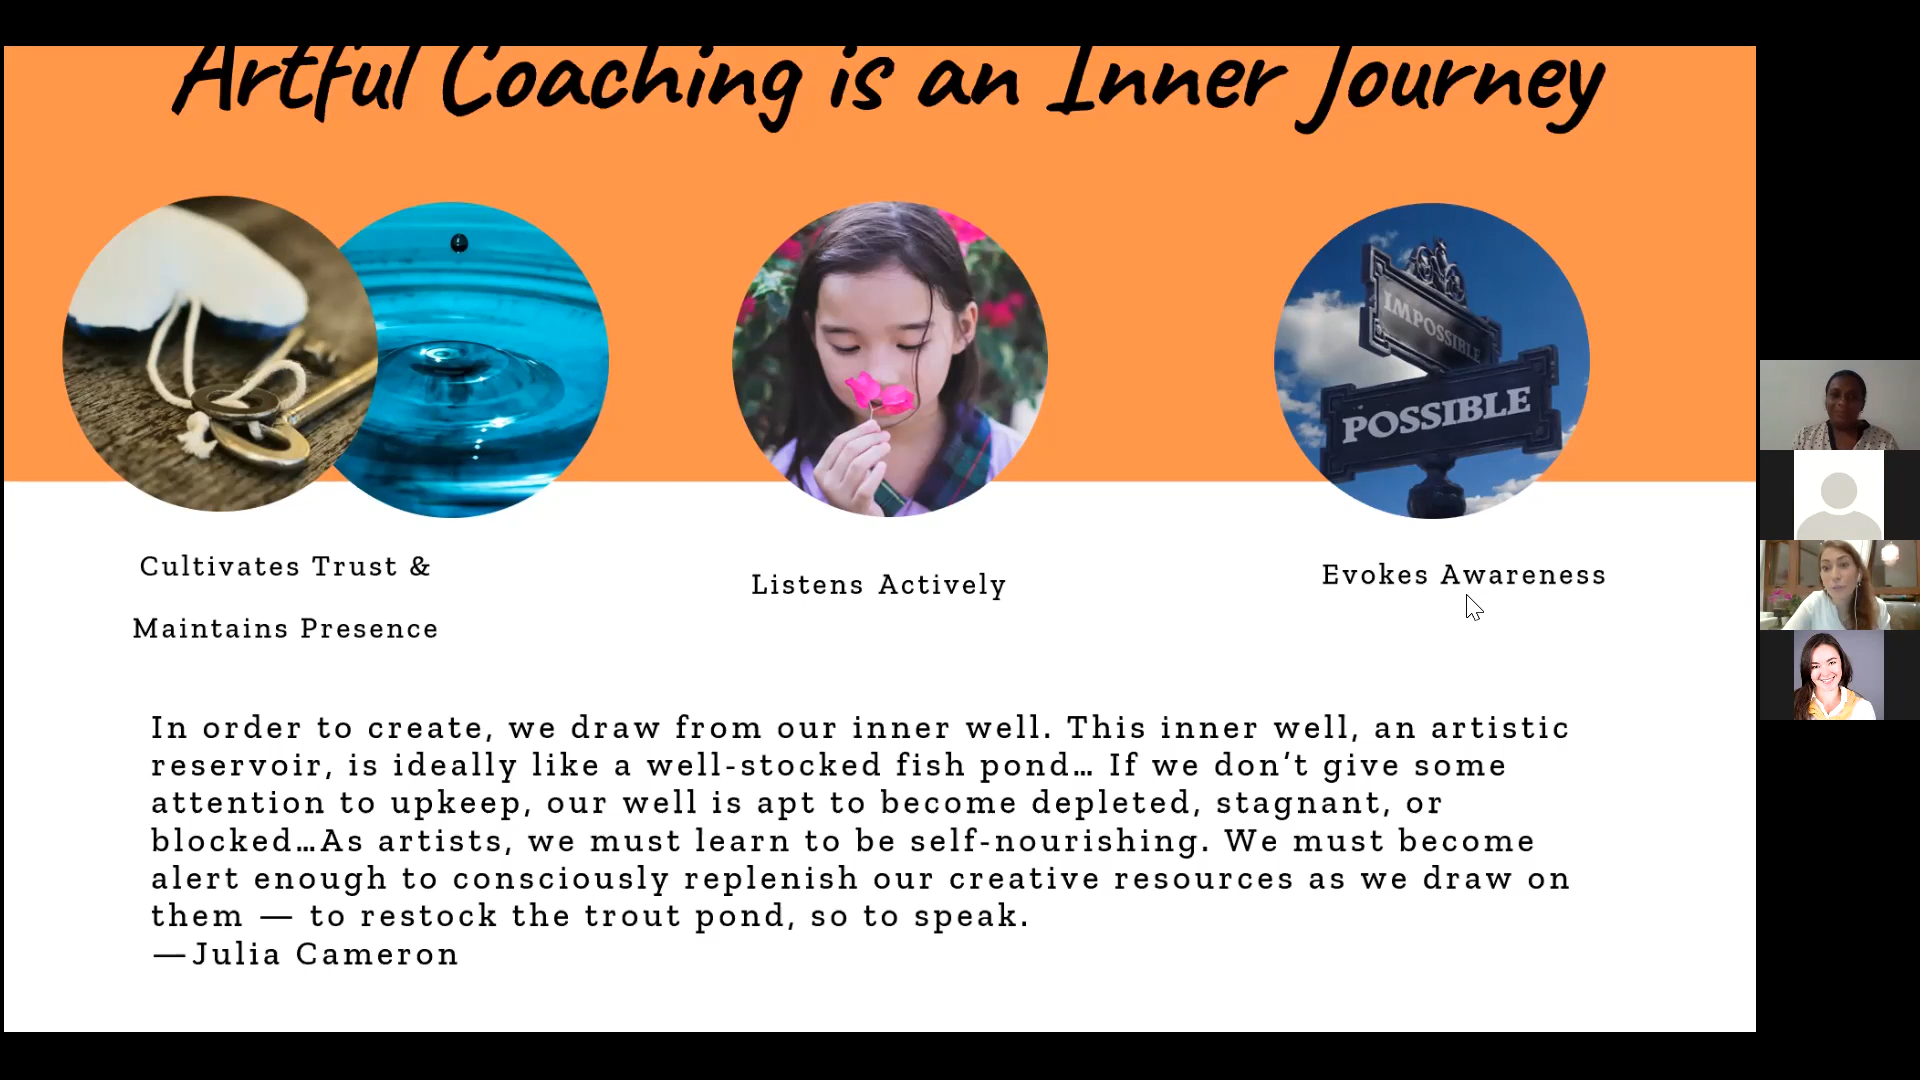 Artful Coaching is an Inner Journey
IMPOSSIBLE
POSSIBLE
Cultivates Trust &
Maintains Presence
Listens Actively
Evokes Awareness
In order to create, we draw from our inner well. This inner well, an artistic
reservoir, is ideally like a well-stocked fish pond… If we don’t give some
attention to upkeep, our well is apt to become depleted, stagnant, or
blocked…As artists, we must learn to be self-nourishing. We must become
alert enough to consciously replenish our creative resources as we draw on
them — to restock the trout pond, so to speak.
—Julia Cameron